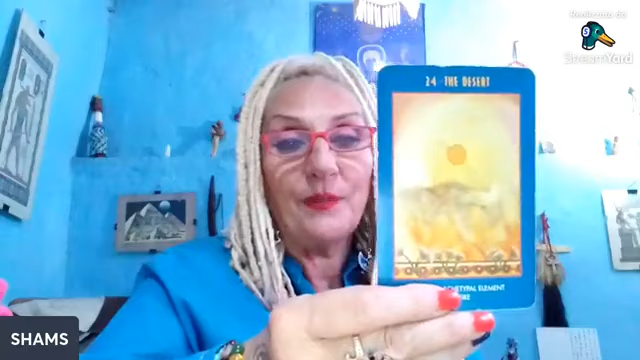 StreamYard
24 THE DESERT
ARCHETYPAL ELEMENT
FIRE
SHAMS